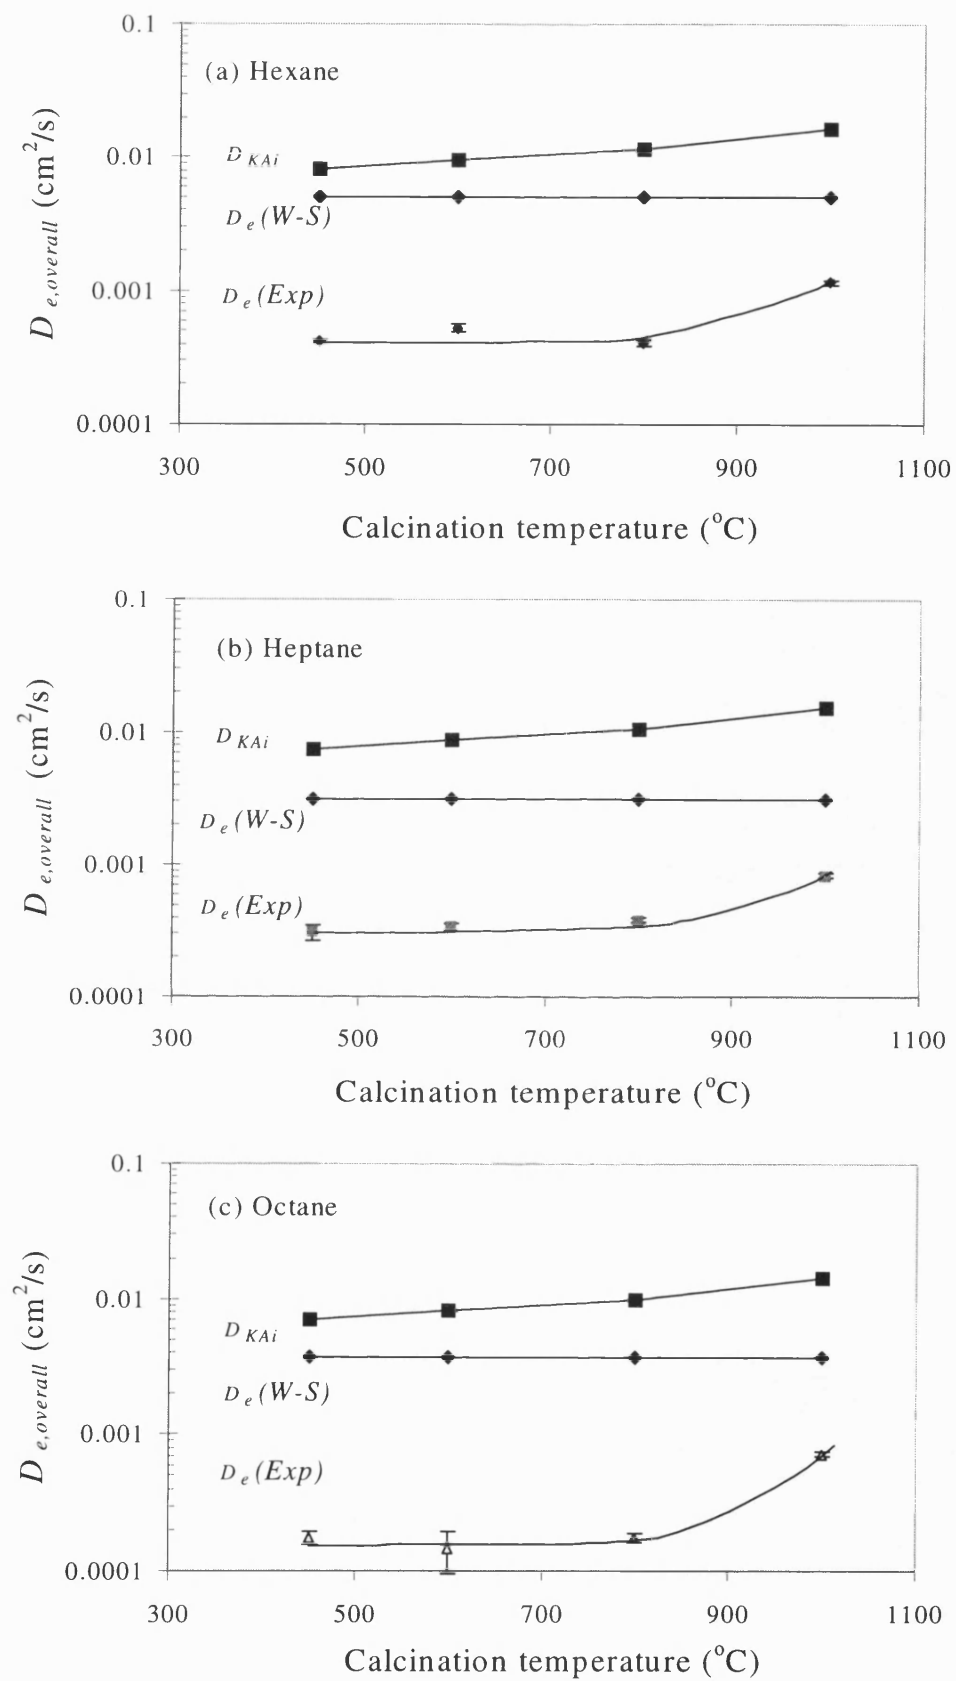 0.1
(a) Hexane
D KAi
0.01
D e (W-S)
D e (Exp)
0.001
0.0001
D e,overall (cm²/s)
300 500 700 900 1100
Calcination temperature (°C)
0.1
(b) Heptane
D KAi
0.01
D e (W-S)
0.001
D e (Exp)
0.0001
D e,overall (cm²/s)
300 500 700 900 1100
Calcination temperature (°C)
0.1
(c) Octane
0.01
D KAi
D e (W-S)
0.001
D e (Exp)
0.0001
D e,overall (cm²/s)
300 500 700 900 1100
Calcination temperature (°C)